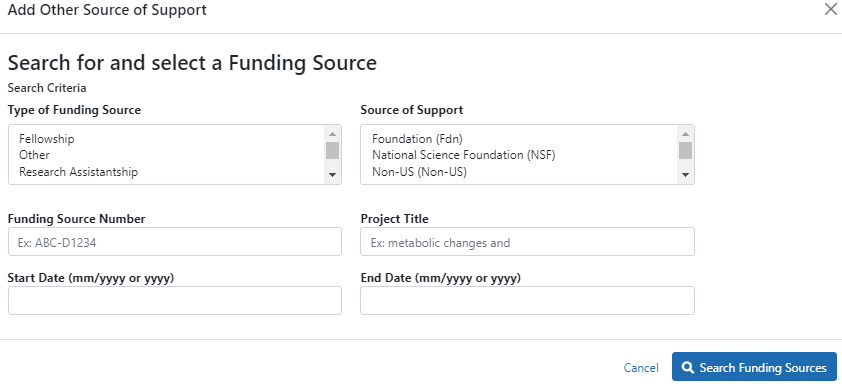 Add Other Source of Support
Search for and select a Funding Source
Search Criteria
Type of Funding Source
Source of Support
Fellowship
Other
Research Assistantship
Foundation (Fdn)
National Science Foundation (NSF)
Non-US (Non-US)
Funding Source Number
Project Title
Ex: ABC-D1234
Ex: metabolic changes and
Start Date (mm/yyyy or yyyy)
End Date (mm/yyyy or yyyy)
Cancel
Search Funding Sources